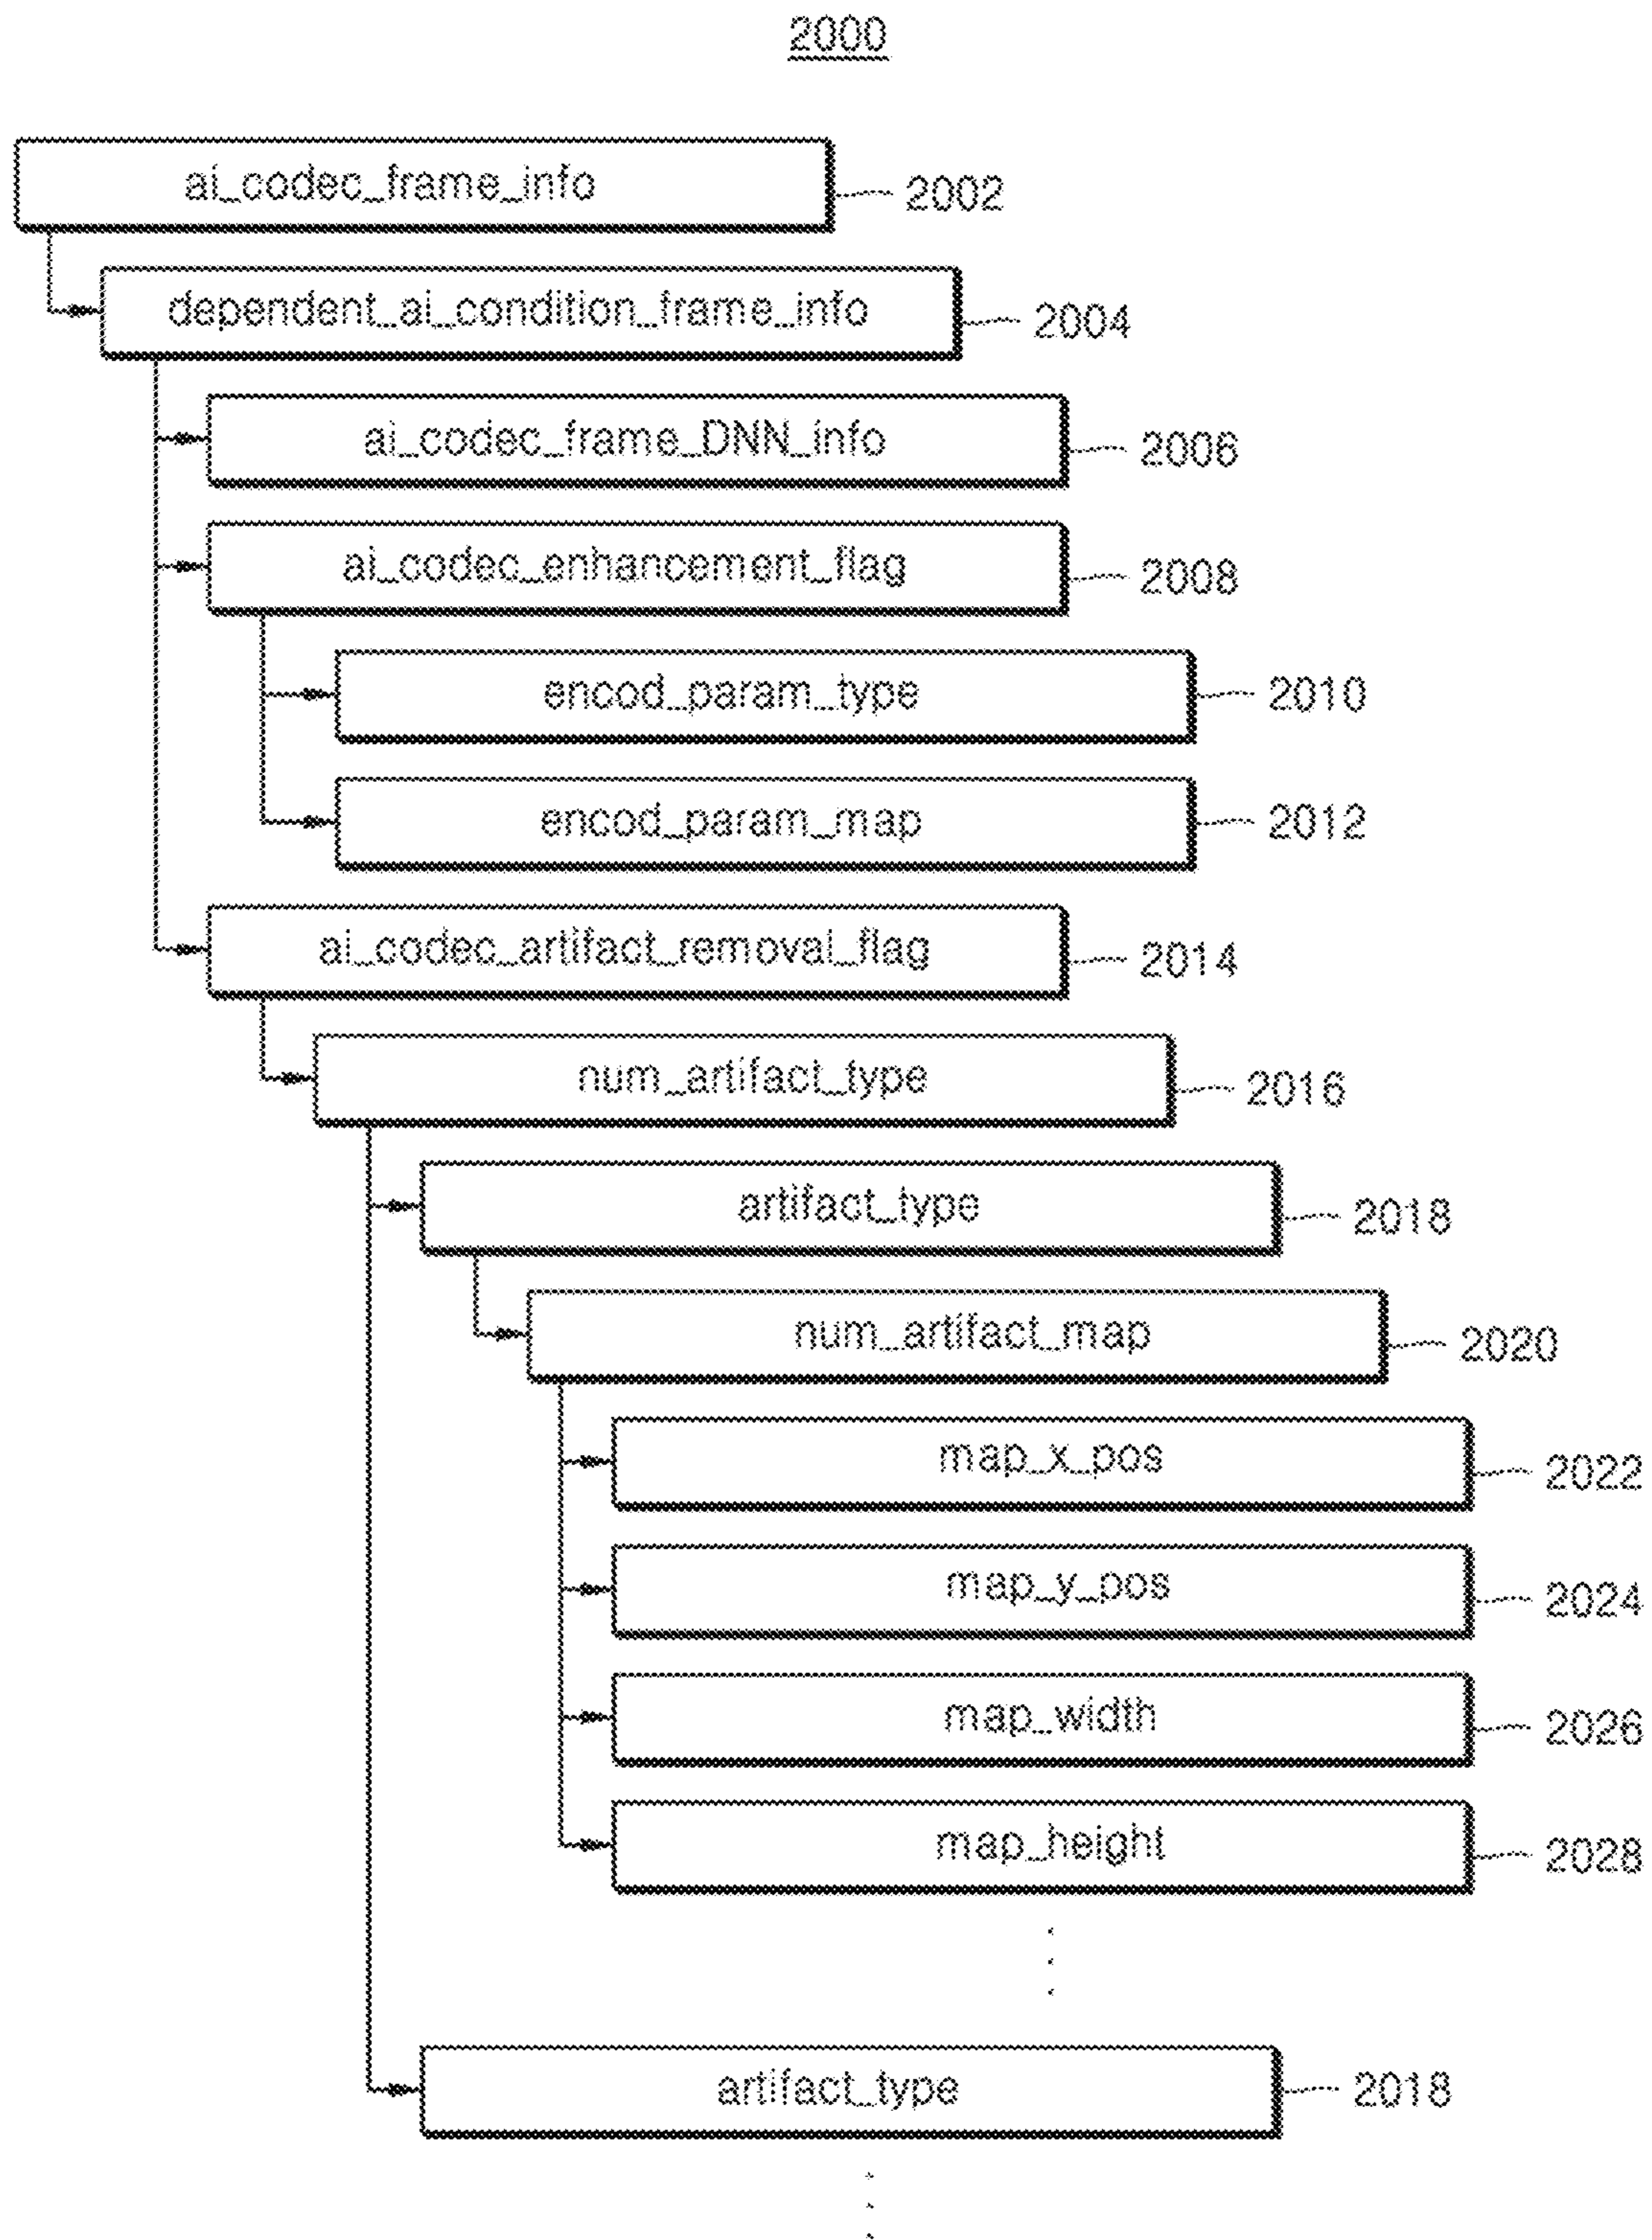 2000
ai_codec_frame_info 2002
dependent_ai_condition_frame_info 2004
ai_codec_frame_DNN_info 2006
ai_codec_enhancement_flag 2008
encod_param_type 2010
encod_param_map 2012
ai_codec_artifact_removal_flag 2014
num_artifact_type 2016
artifact_type 2018
num_artifact_map 2020
map_x_pos 2022
map_y_pos 2024
map_width 2026
map_height 2028
artifact_type 2018